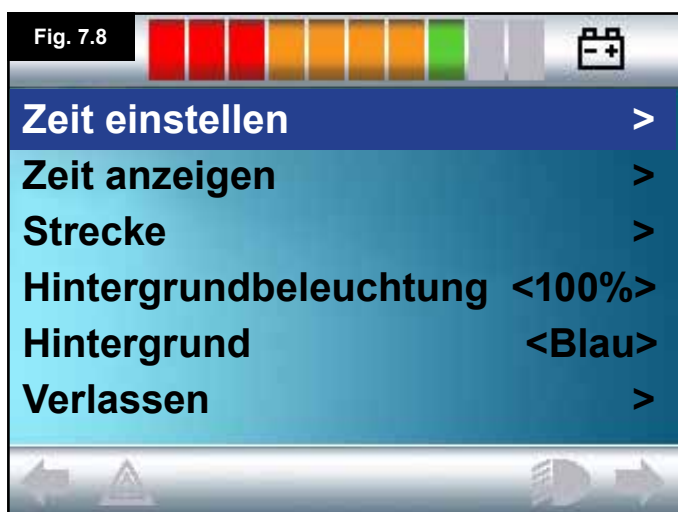 Fig. 7.8
Zeit einstellen >
Zeit anzeigen >
Strecke >
Hintergrundbeleuchtung <100%>
Hintergrund <Blau>
Verlassen >